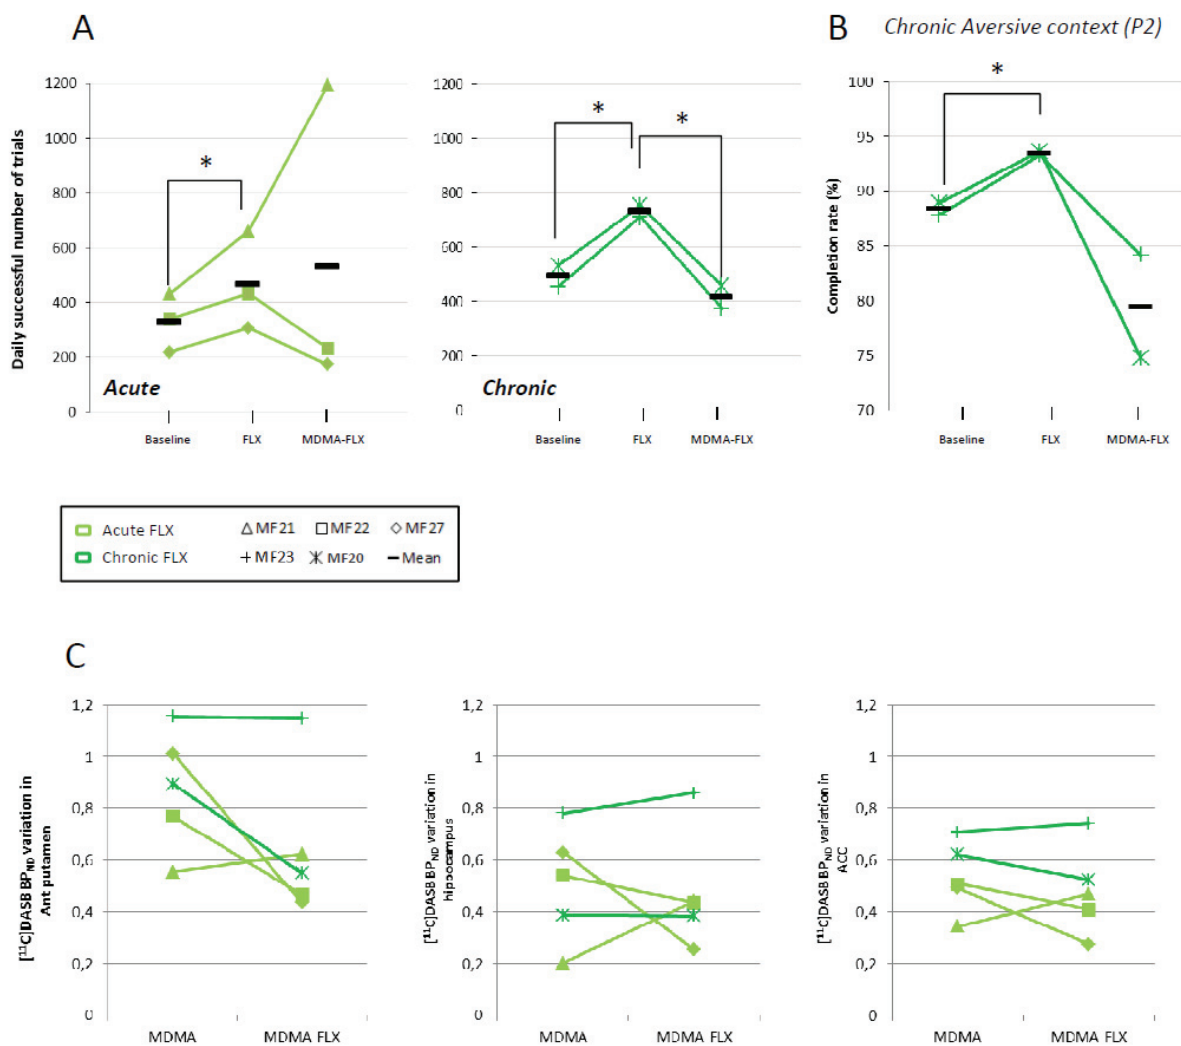 A
B
Chronic Aversive context (P2)
Daily successful number of trials
1200
1000
800
600
400
200
0
*
Acute
Baseline
FLX
MDMA-FLX
1200
1000
800
600
400
200
0
*
*
Chronic
Baseline
FLX
MDMA-FLX
Completion rate (%)
100
95
90
85
80
75
70
*
Baseline
FLX
MDMA-FLX
Acute FLX
MF21
MF22
MF27
Chronic FLX
MF23
MF20
Mean
C
[¹¹C]DASB BP_ND variation in
Ant putamen
1,2
1
0,8
0,6
0,4
0,2
0
MDMA
MDMA FLX
[¹¹C]DASB BP_ND variation in
hippocampus
1,2
1
0,8
0,6
0,4
0,2
0
MDMA
MDMA FLX
[¹¹C]DASB BP_ND variation in
ACC
1,2
1
0,8
0,6
0,4
0,2
0
MDMA
MDMA FLX